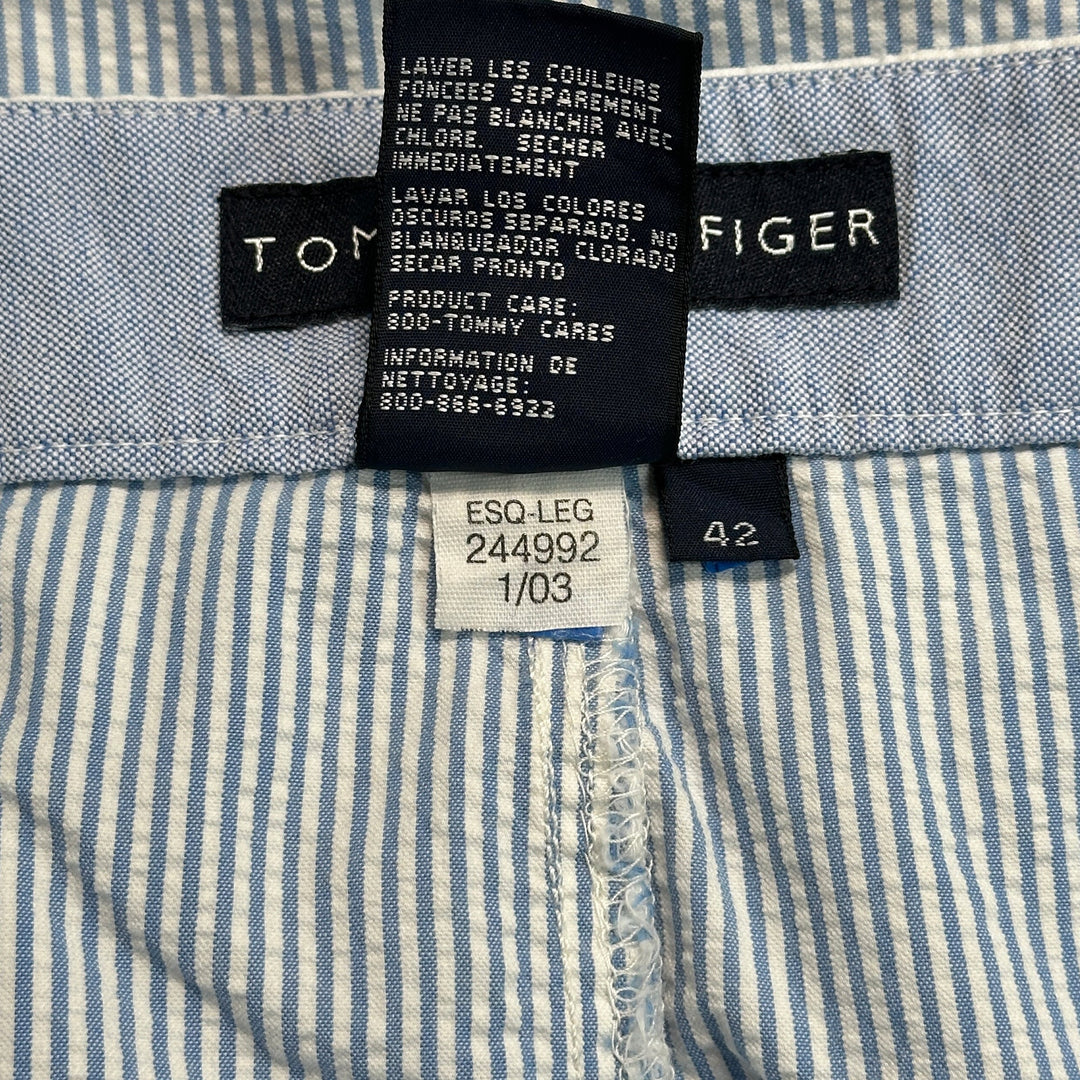 LAVER LES COULEURS
FONCEES SEPAREMENT
NE PAS BLANCHIR AVEC
CHLORE. SECHER
IMMEDIATEMENT
LAVAR LOS COLORES
OSCUROS SEPARADO. NO
BLANQUEADOR CLORADO
SECAR PRONTO
PRODUCT CARE:
800-TOMMY CARES
INFORMATION DE
NETTOYAGE:
800-866-6922
TOM FIGER
ESQ-LEG
244992
1/03
42